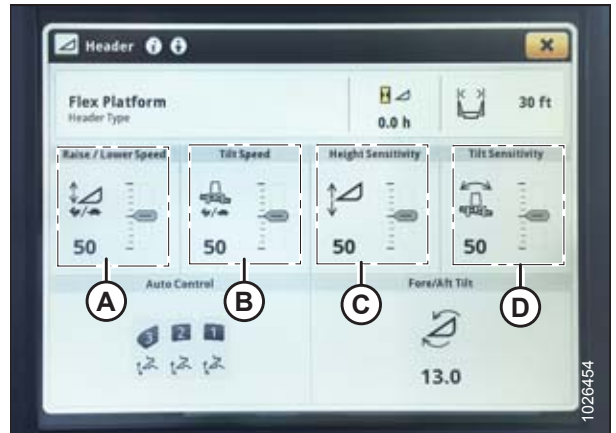 Header
Flex Platform
Header Type
0.0 h
30 ft
Raise / Lower Speed
Tilt Speed
Height Sensitivity
Tilt Sensitivity
50
50
50
50
A
B
C
D
Auto Control
Fore/Aft Tilt
3 2 1
13.0
1026454